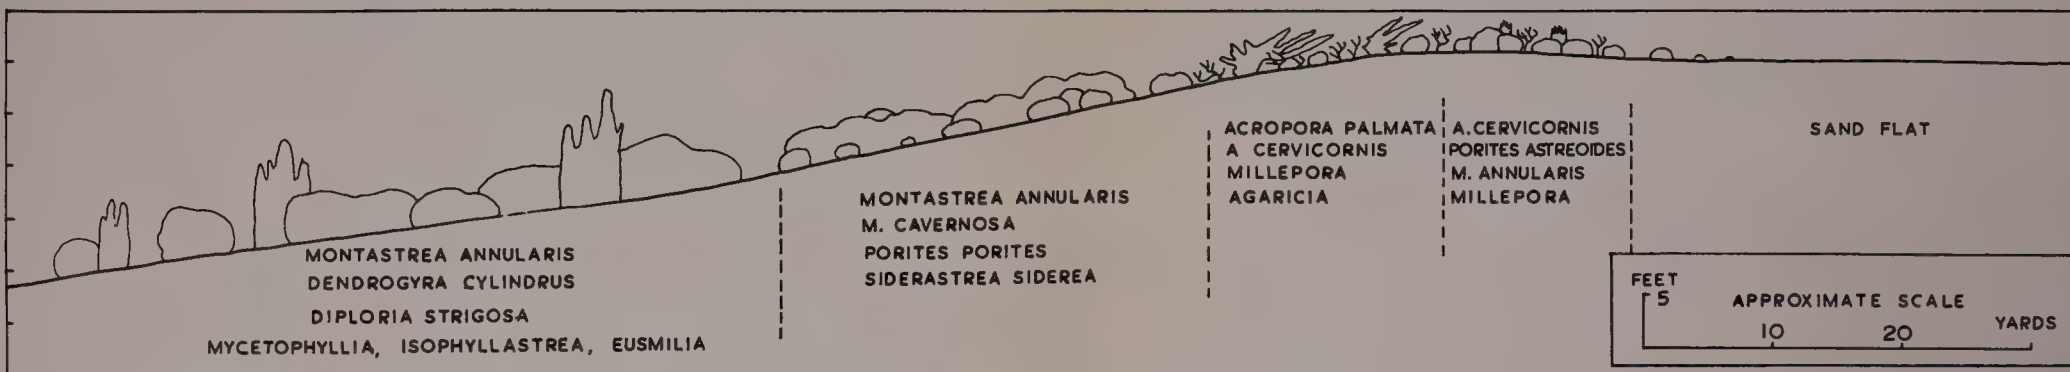 MONTASTREA ANNULARIS
DENDROGYRA CYLINDRUS
DIPLORIA STRIGOSA
MYCETOPHYLLIA, ISOPHYLLASTREA, EUSMILIA
MONTASTREA ANNULARIS
M. CAVERNOSA
PORITES PORITES
SIDERASTREA SIDEREA
ACROPORA PALMATA
A CERVICORNIS
MILLEPORA
AGARICIA
A. CERVICORNIS
PORITES ASTREOIDES
M. ANNULARIS
MILLEPORA
SAND FLAT
FEET
5
APPROXIMATE SCALE
10 20 YARDS